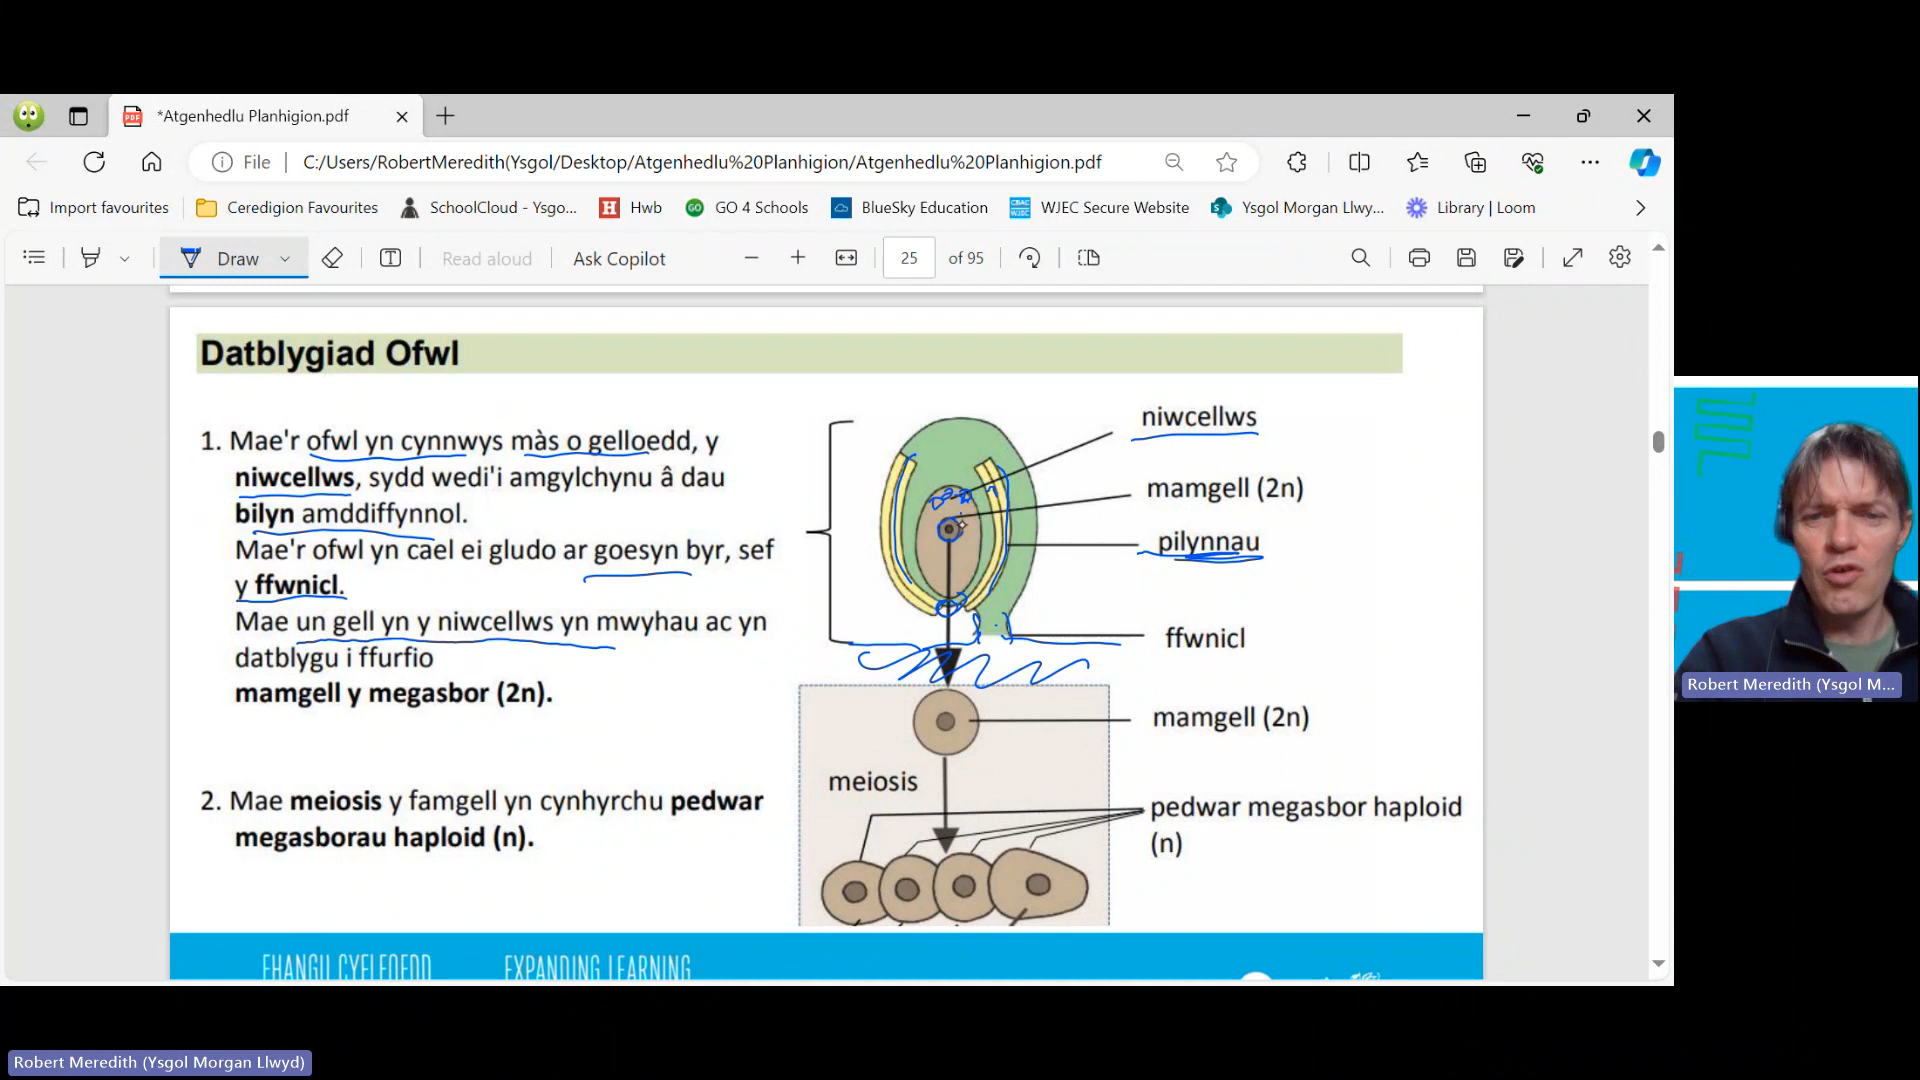 *Atgenhedlu Planhigion.pdf
File
C:/Users/RobertMeredith(Ysgol/Desktop/Atgenhedlu%20Planhigion/Atgenhedlu%20Planhigion.pdf
Import favourites
Ceredigion Favourites
SchoolCloud - Ysgo...
Hwb
GO 4 Schools
BlueSky Education
WJEC Secure Website
Ysgol Morgan Llwy...
Library | Loom
Draw
Read aloud
Ask Copilot
25 of 95
Datblygiad Ofwl
1. Mae'r ofwl yn cynnwys màs o gelloedd, y
niwcellws, sydd wedi'i amgylchynu â dau
bilyn amddiffynnol.
Mae'r ofwl yn cael ei gludo ar goesyn byr, sef
y ffwnicl.
Mae un gell yn y niwcellws yn mwyhau ac yn
datblygu i ffurfio
mamgell y megasbor (2n).
2. Mae meiosis y famgell yn cynhyrchu pedwar
megasborau haploid (n).
niwcellws
mamgell (2n)
pilynnau
ffwnicl
mamgell (2n)
meiosis
pedwar megasbor haploid
(n)
EHANGU CYFLEOEDD
EXPANDING LEARNING
Robert Meredith (Ysgol M...
Robert Meredith (Ysgol Morgan Llwyd)